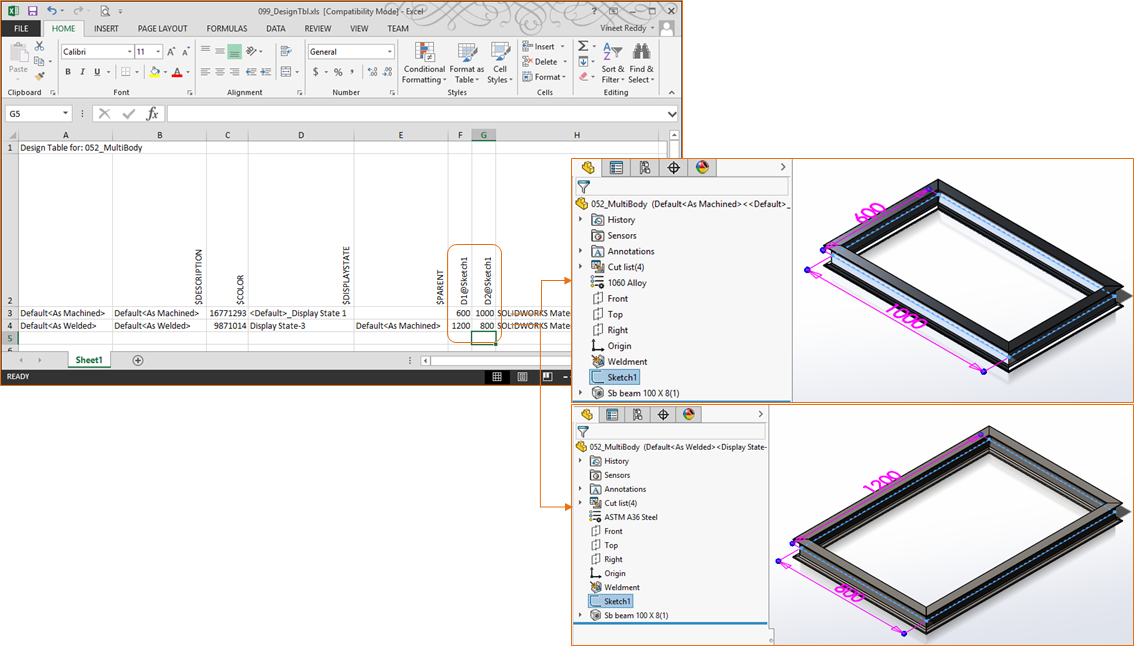 099_DesignTbl.xls [Compatibility Mode] - Excel
FILE HOME INSERT PAGE LAYOUT FORMULAS DATA REVIEW VIEW TEAM Vineet Reddy
Calibri 11 A A General Insert Σ
Paste B I U A $ % , Conditional Format as Cell Delete Sort & Find &
Formatting Table Styles Format Filter Select
Clipboard Font Alignment Number Styles Cells Editing
G5 fx
A B C D E F G H
1 Design Table for: 052_MultiBody
2 $DESCRIPTION $COLOR $DISPLAYSTATE $PARENT D1@Sketch1 D2@Sketch1
3 Default<As Machined> Default<As Machined> 16771293 <Default>_Display State 1 600 1000 SOLIDWORKS Mate
4 Default<As Welded> Default<As Welded> 9871014 Display State-3 Default<As Machined> 1200 800 SOLIDWORKS Mate
5
6
Sheet1
READY
052_MultiBody (Default<As Machined><<Default>_
History
Sensors
Annotations
Cut list(4)
1060 Alloy
Front
Top
Right
Origin
Weldment
Sketch1
Sb beam 100 X 8(1)
600
1000
052_MultiBody (Default<As Welded><Display State-
History
Sensors
Annotations
Cut list(4)
ASTM A36 Steel
Front
Top
Right
Origin
Weldment
Sketch1
Sb beam 100 X 8(1)
1200
800